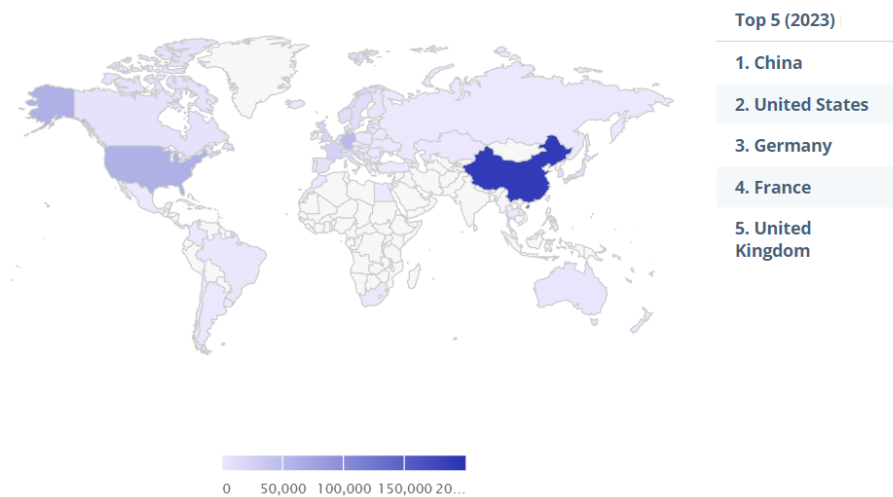 Top 5 (2023)
1. China
2. United States
3. Germany
4. France
5. United
Kingdom
0 50,000 100,000 150,000 20...